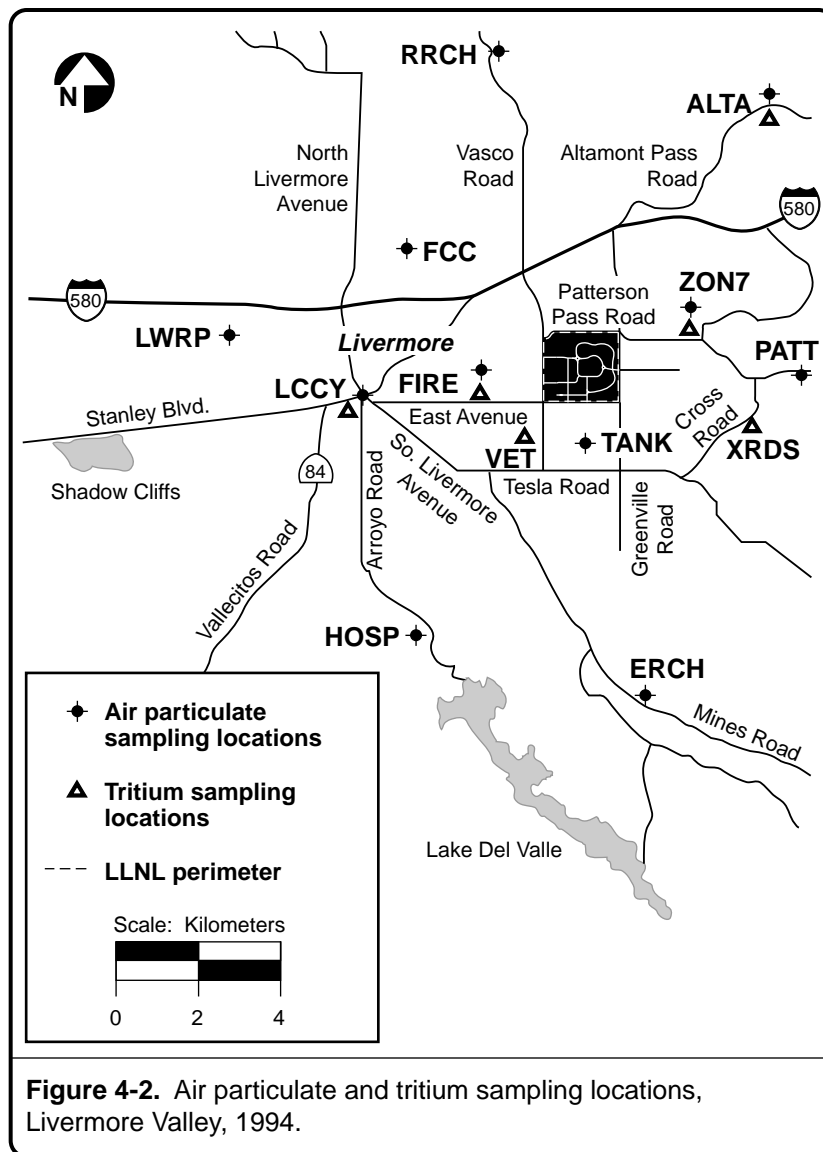 RRCH
ALTA
N
North
Livermore
Avenue
Vasco
Road
Altamont Pass
Road
580
FCC
ZON7
580
Patterson
Pass Road
LWRP
Livermore
PATT
LCCY
FIRE
Stanley Blvd.
East Avenue
Cross
Road
VET
TANK
XRDS
Shadow Cliffs
84
So. Livermore
Avenue
Tesla Road
Arroyo Road
Greenville
Road
Vallecitos Road
HOSP
ERCH
Mines Road
Lake Del Valle
Air particulate
sampling locations
Tritium sampling
locations
LLNL perimeter
Scale: Kilometers
0 2 4
Figure 4-2. Air particulate and tritium sampling locations,
Livermore Valley, 1994.